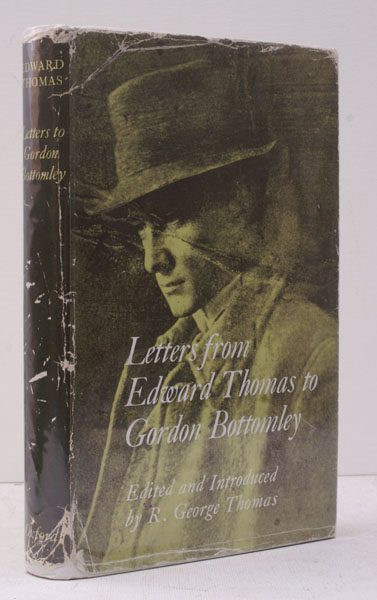 EDWARD
THOMAS
Letters to
Gordon
Bottomley
Letters from
Edward Thomas to
Gordon Bottomley
Edited and Introduced
by R. George Thomas